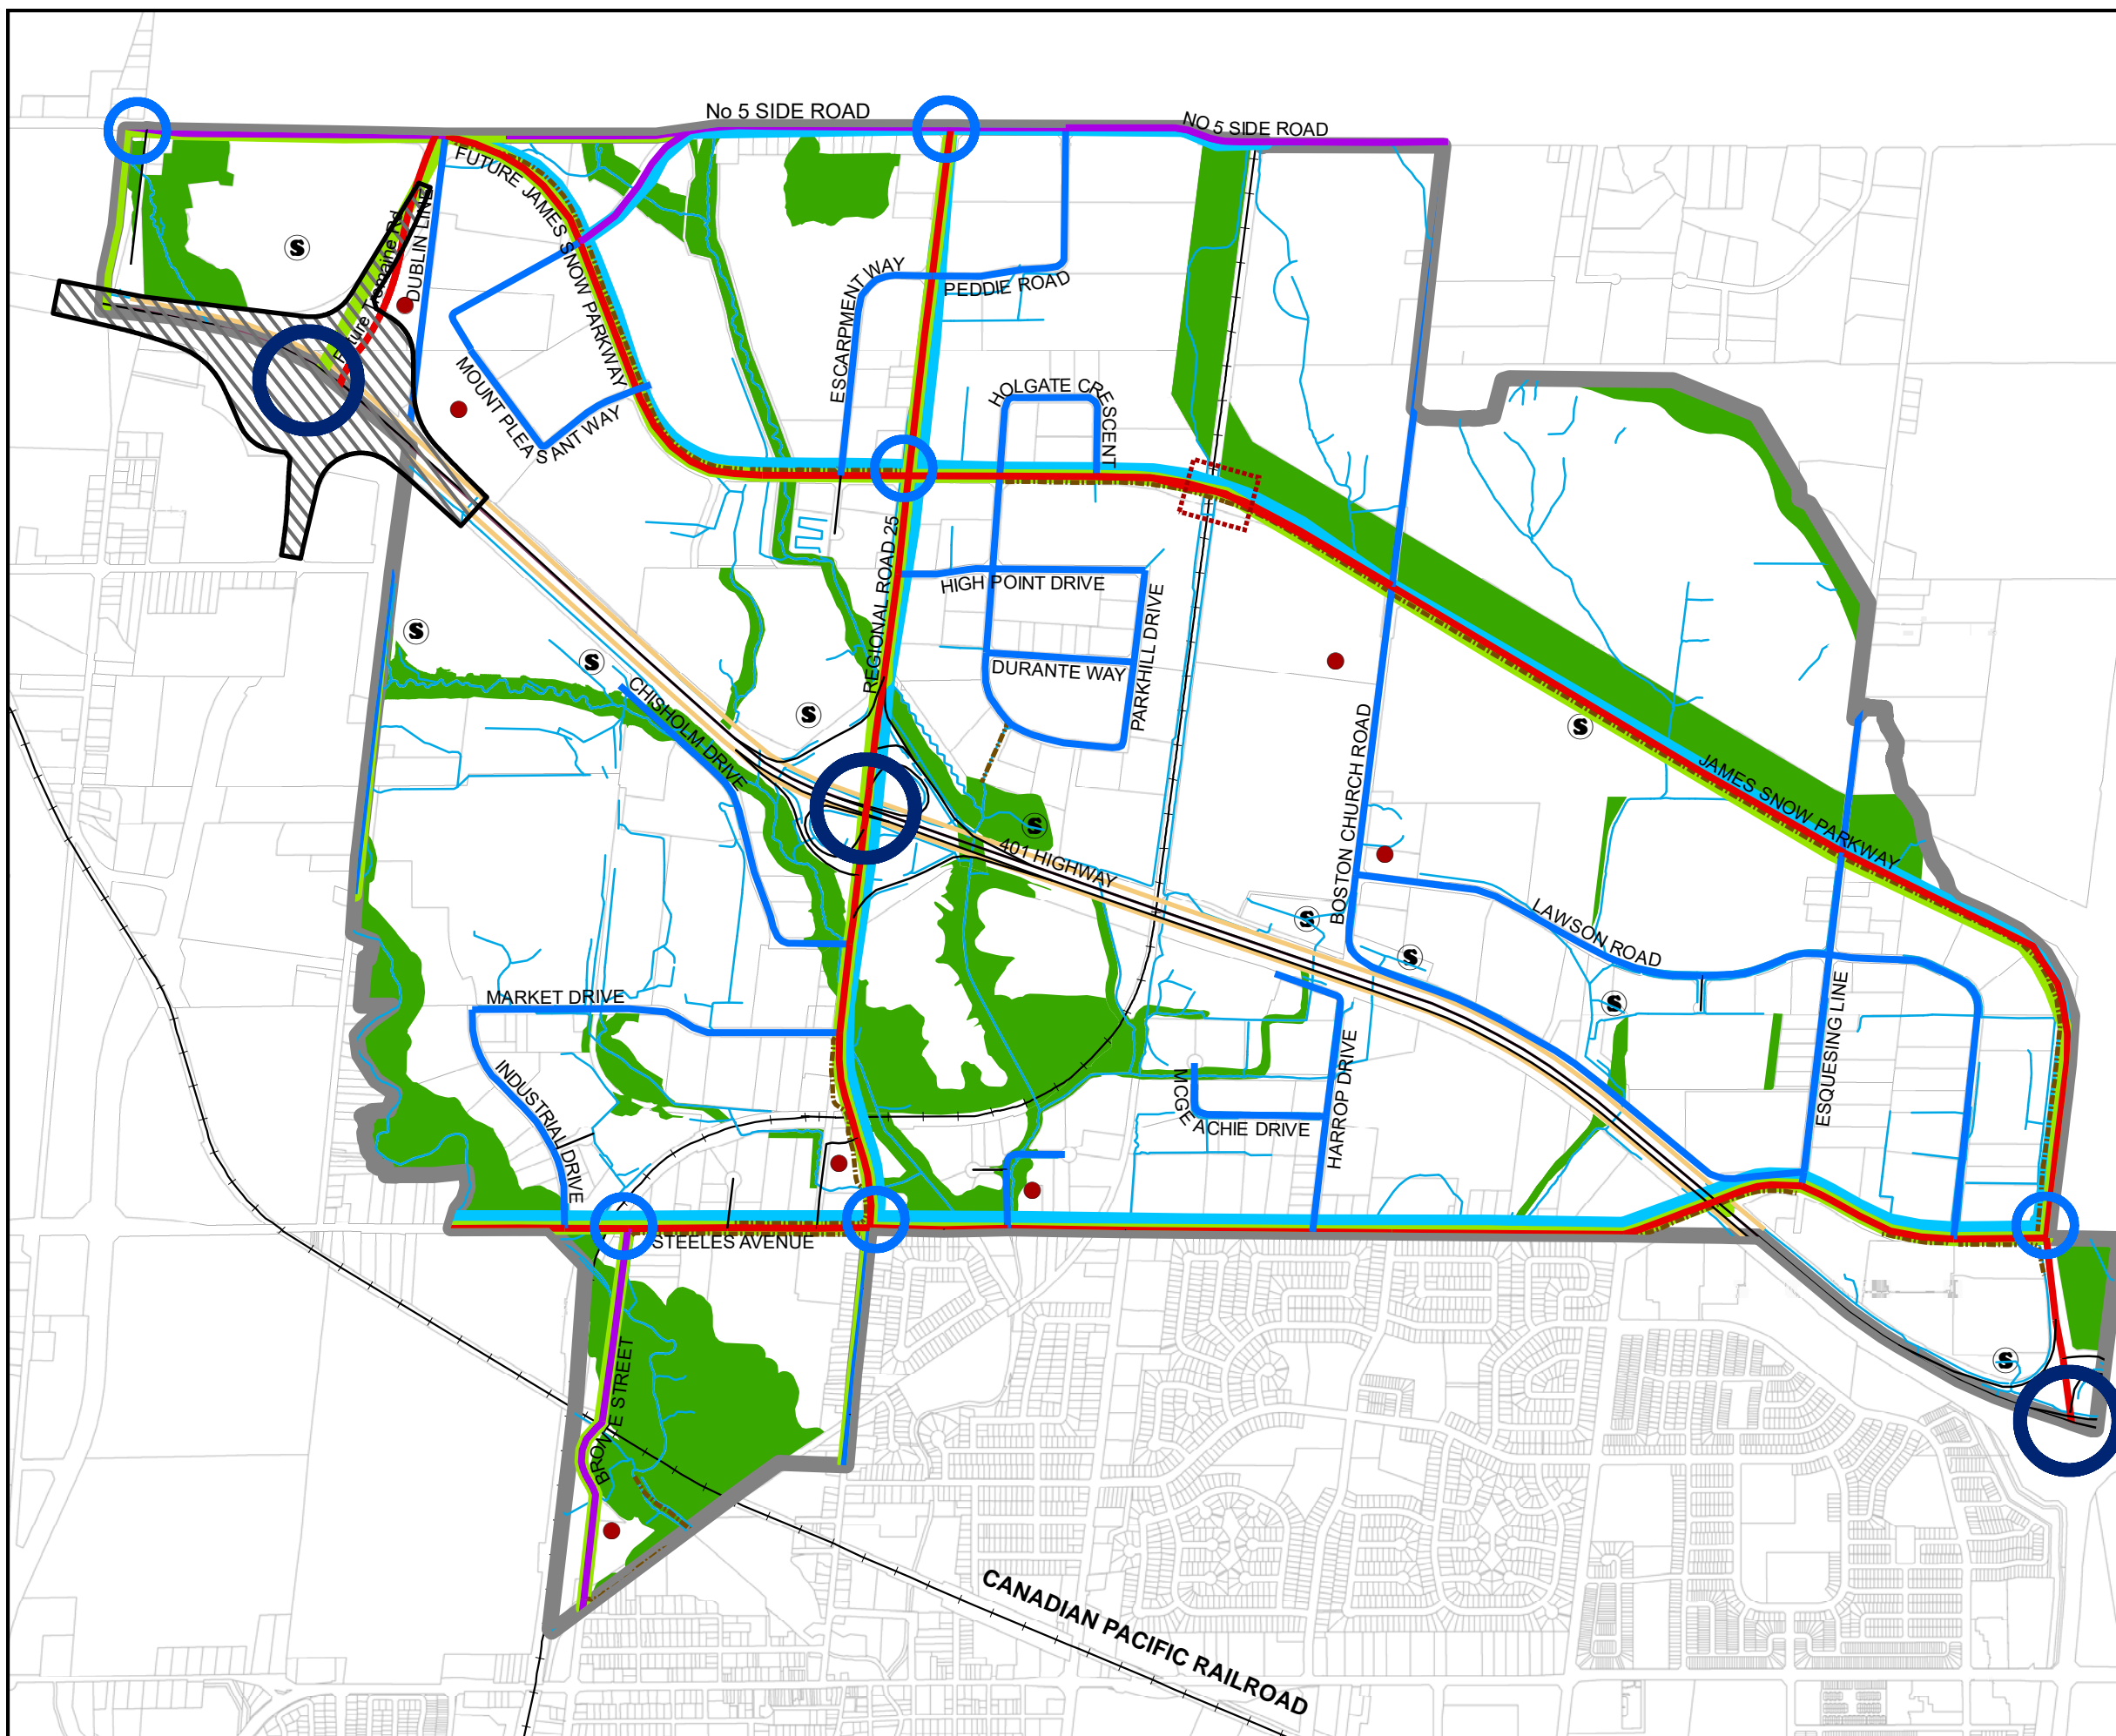 No 5 SIDE ROAD
NO 5 SIDE ROAD
FUTURE JAMES SNOW PARKWAY
DUBLIN LINE
Future Tremaine Rd
S
ESCARPMENT WAY
PEDDIE ROAD
MOUNT PLEASANT WAY
HOLGATE CRESCENT
REGIONAL ROAD 25
HIGH POINT DRIVE
PARKHILL DRIVE
DURANTE WAY
S
S
CHISHOLM DRIVE
S
S
JAMES SNOW PARKWAY
BOSTON CHURCH ROAD
S
401 HIGHWAY
LAWSON ROAD
S
S
S
ESQUESING LINE
MARKET DRIVE
INDUSTRIAL DRIVE
MCGEACHIE DRIVE
HARROP DRIVE
STEELES AVENUE
BRONTE STREET
S
CANADIAN PACIFIC RAILROAD